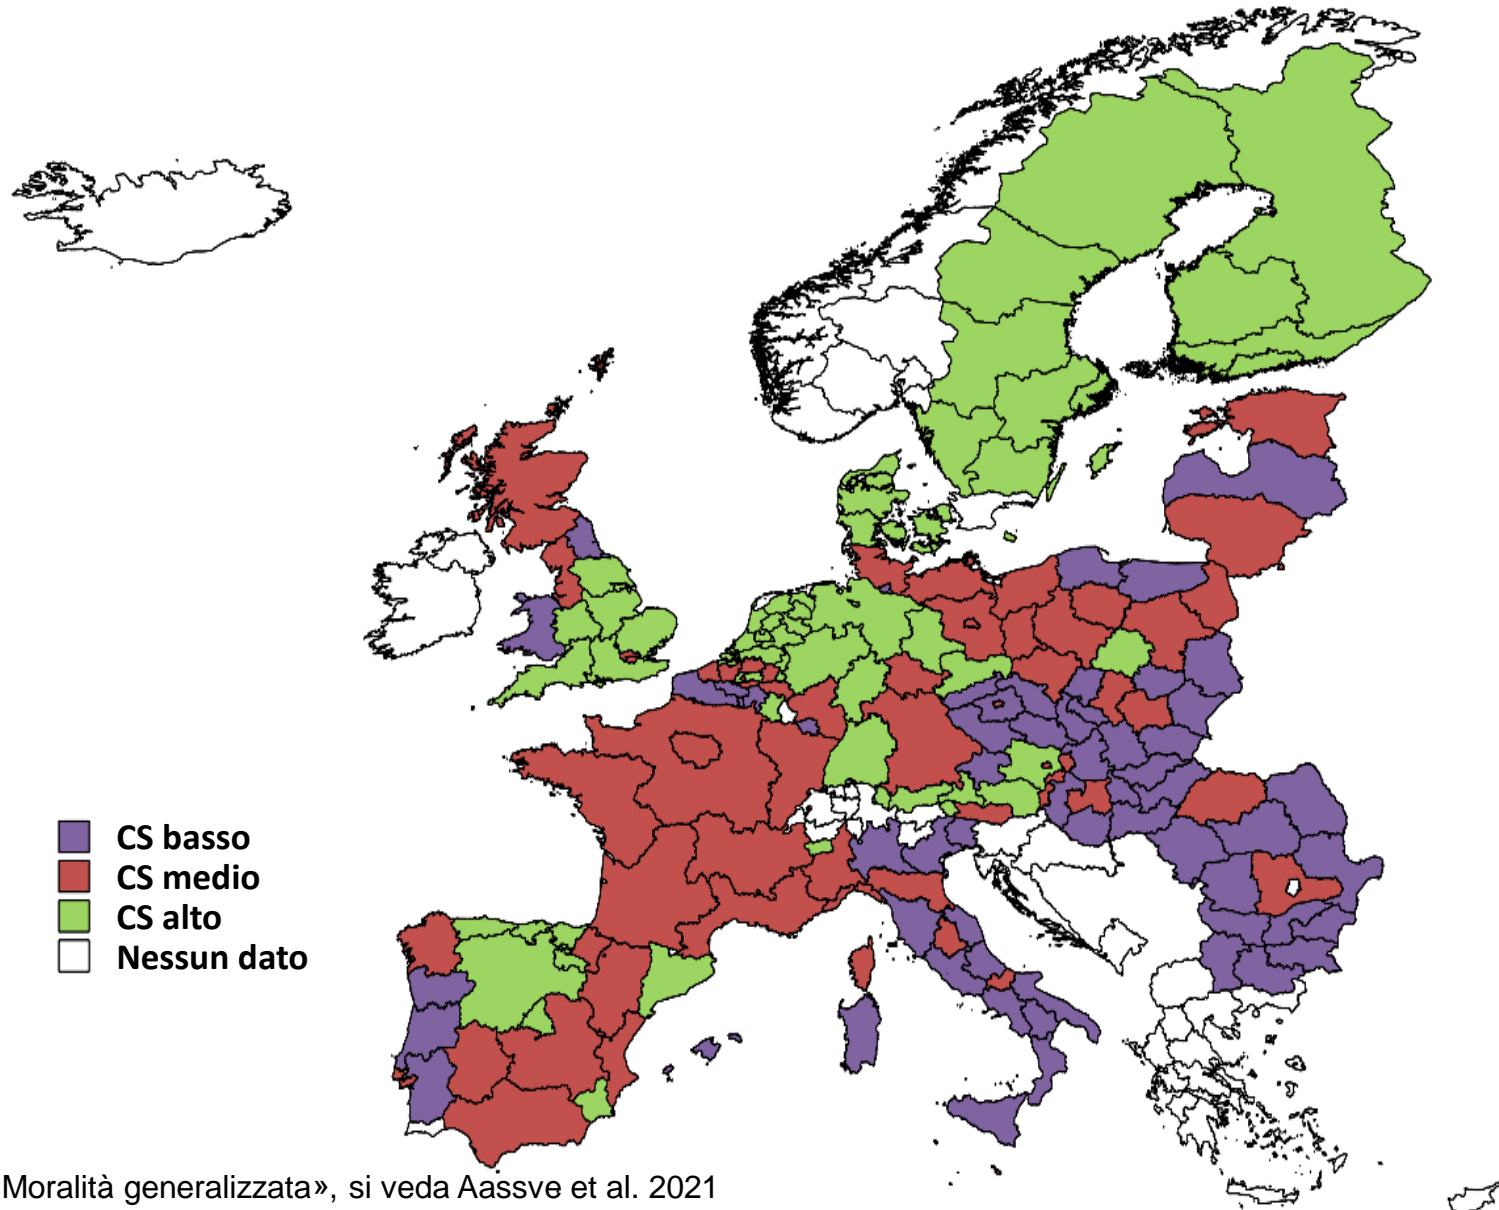 CS basso
CS medio
CS alto
Nessun dato
Moralità generalizzata», si veda Aassve et al. 2021